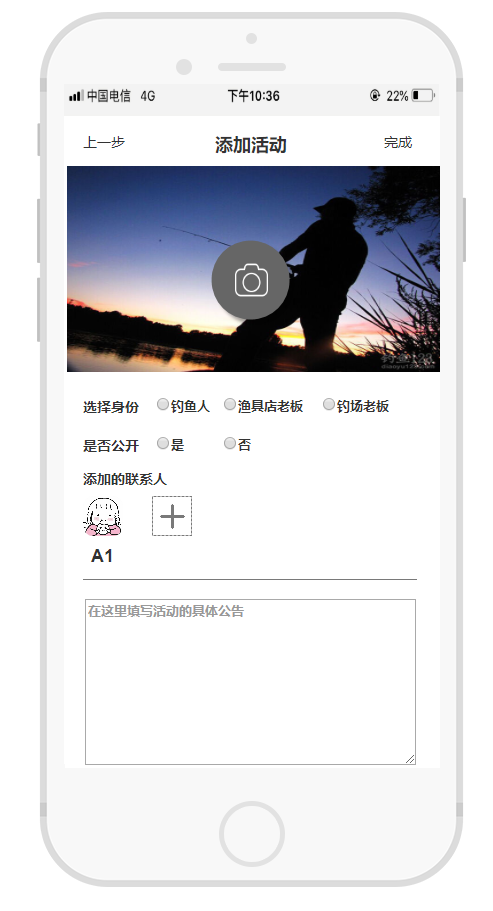 中国电信 4G 下午10:36 22%
上一步 添加活动 完成
选择身份 钓鱼人 渔具店老板 钓场老板
是否公开 是 否
添加的联系人
A1
在这里填写活动的具体公告